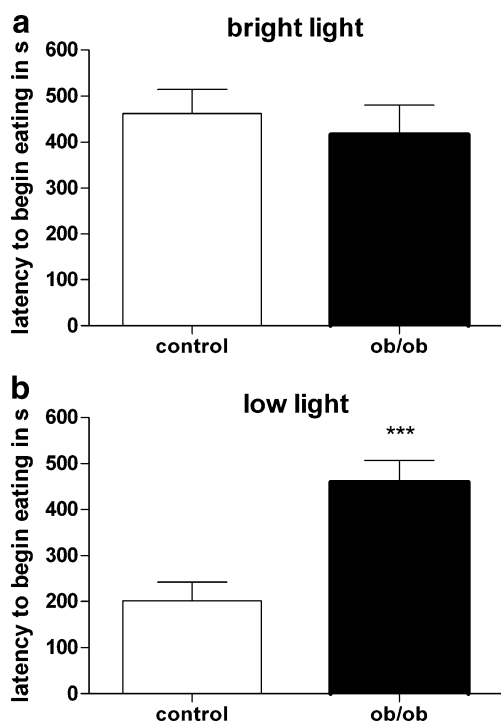 a
bright light
latency to begin eating in s
600
500
400
300
200
100
0
control
ob/ob
b
low light
latency to begin eating in s
600
500
400
300
200
100
0
***
control
ob/ob